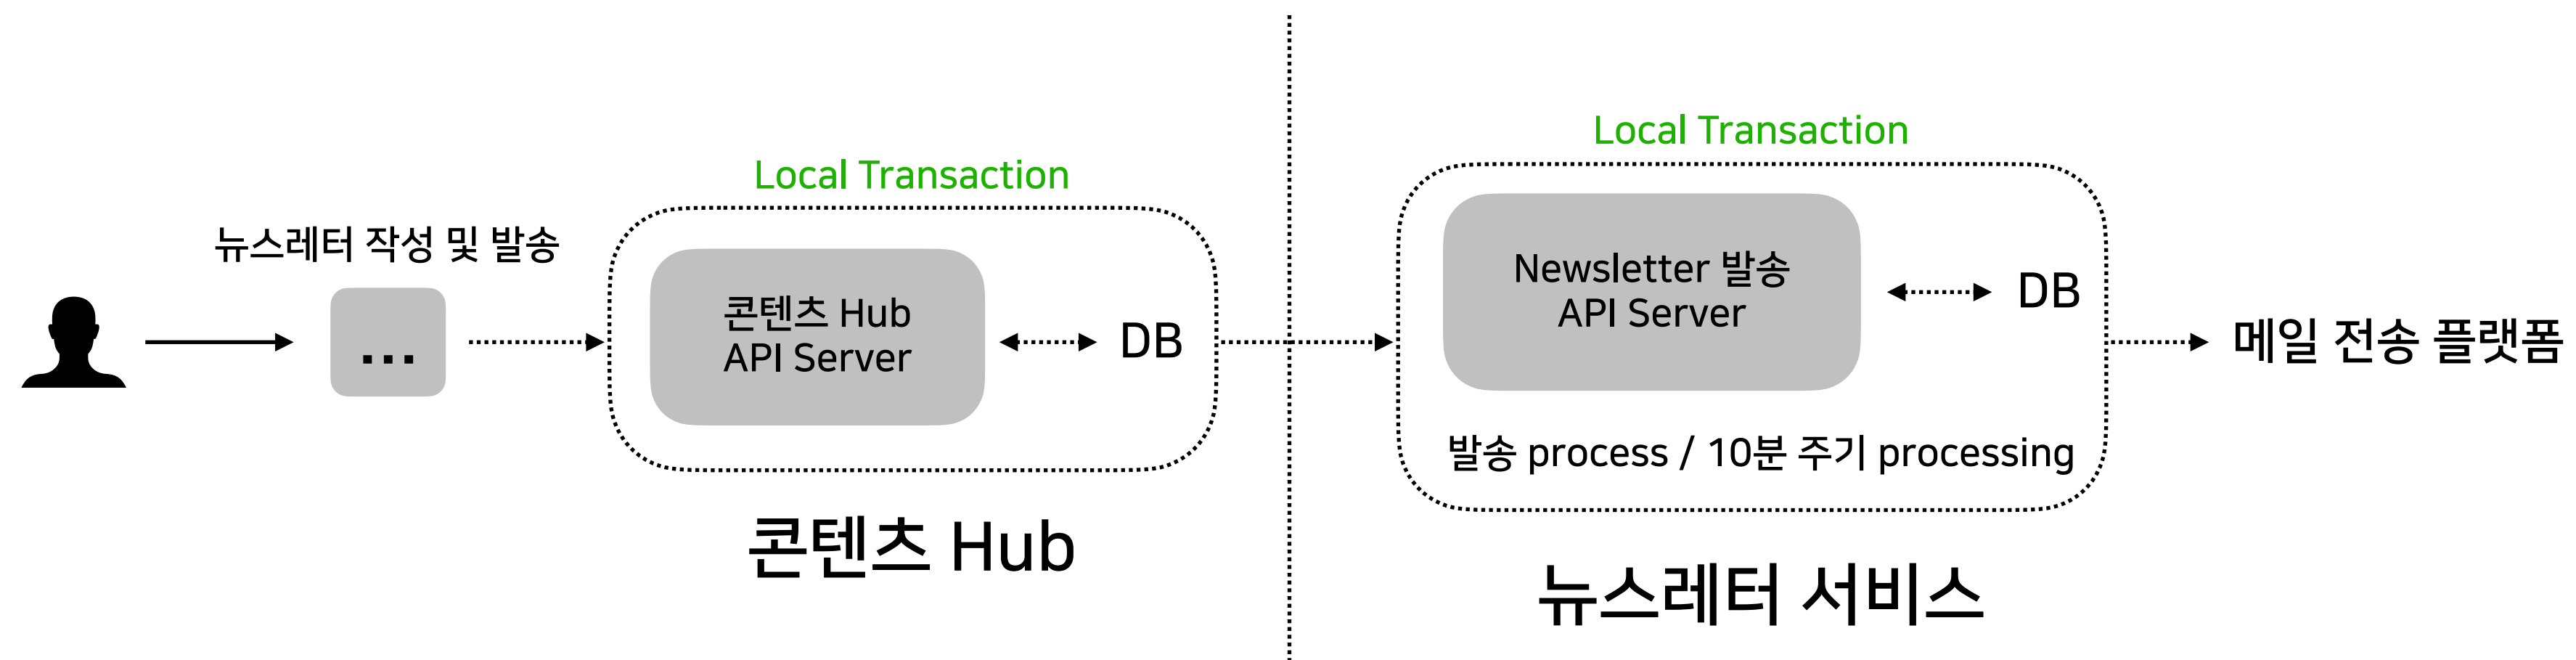 뉴스레터 작성 및 발송
...
Local Transaction
콘텐츠 Hub
API Server
DB
콘텐츠 Hub
Local Transaction
Newsletter 발송
API Server
DB
발송 process / 10분 주기 processing
뉴스레터 서비스
메일 전송 플랫폼